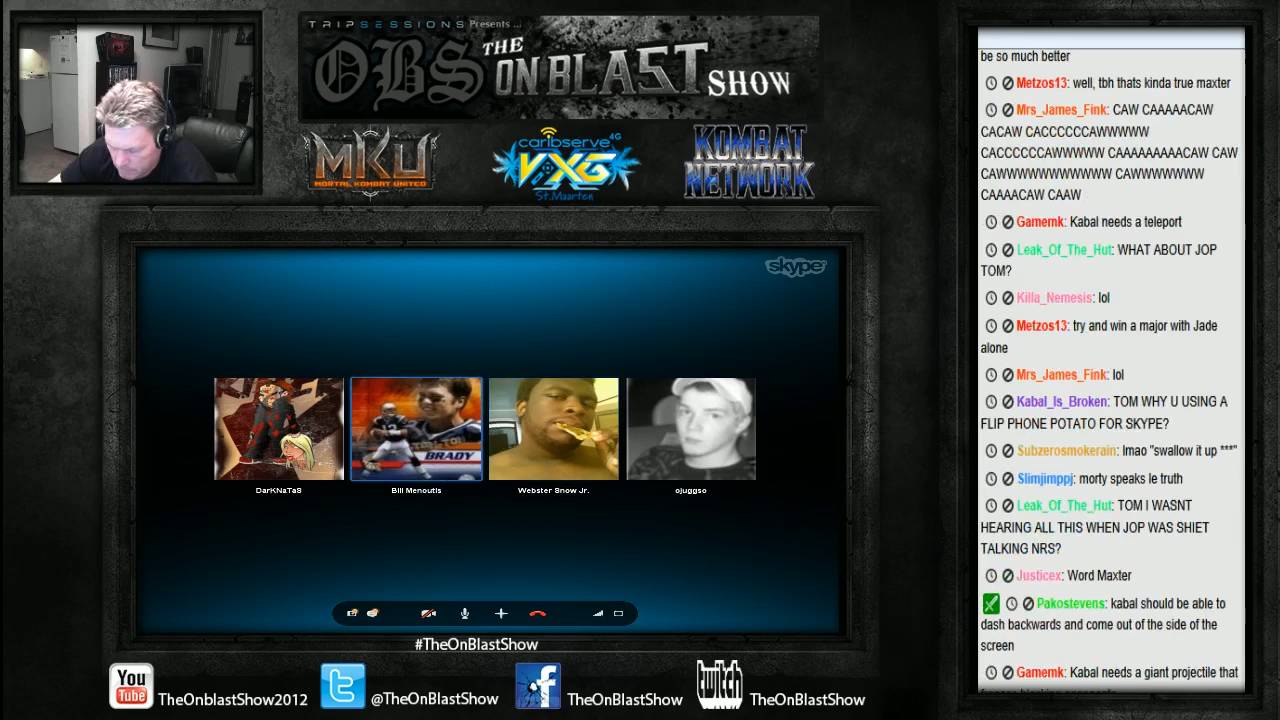 TRIPSESSIONS Presents ...
OBS THE ON BLAST SHOW
MKU
MORTAL KOMBAT UNITED
caribserve 4G
VXG
St.Maarten
KOMBAT
NETWORK
skype
BRADY
DarKNaTaS
Bill Menoutis
Webster Snow Jr.
ojuggso
#TheOnBlastShow
You
Tube
TheOnblastShow2012
@TheOnBlastShow
TheOnBlastShow
twitch
TheOnBlastShow
be so much better
Metzos13: well, tbh thats kinda true maxter
Mrs_James_Fink: CAW CAAAAACAW
CACAW CACCCCCCAWWWWW
CACCCCCCAWWWWW CAAAAAAAAACAW CAW
CAWWWWWWWWWWWW CAWWWWWWW
CAAAACAW CAAW
Gamemk: Kabal needs a teleport
Leak_Of_The_Hut: WHAT ABOUT JOP
TOM?
Killa_Nemesis: lol
Metzos13: try and win a major with Jade
alone
Mrs_James_Fink: lol
Kabal_Is_Broken: TOM WHY U USING A
FLIP PHONE POTATO FOR SKYPE?
Subzerosmokerain: lmao "swallow it up ***"
Slimjimppj: morty speaks le truth
Leak_Of_The_Hut: TOM I WASNT
HEARING ALL THIS WHEN JOP WAS SHIET
TALKING NRS?
Justicex: Word Maxter
Pakostevens: kabal should be able to
dash backwards and come out of the side of the
screen
Gamemk: Kabal needs a giant projectile that